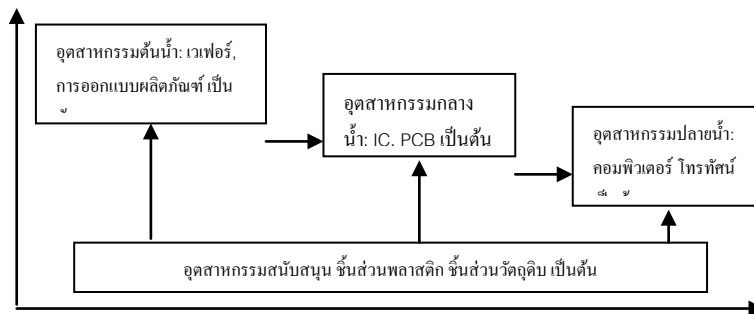 อุตสาหกรรมต้นน้ำ: เวเฟอร์,
การออกแบบผลิตภัณฑ์ เป็น
อุตสาหกรรมกลาง
น้ำ: IC. PCB เป็นต้น
อุตสาหกรรมปลายน้ำ:
คอมพิวเตอร์ โทรทัศน์
อุตสาหกรรมสนับสนุน ชิ้นส่วนพลาสติก ชิ้นส่วนวัตถุดิบ เป็นต้น